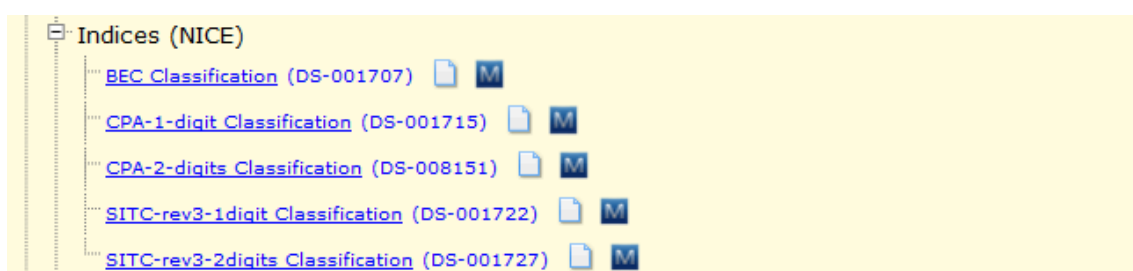 Indices (NICE)
BEC Classification (DS-001707) M
CPA-1-digit Classification (DS-001715) M
CPA-2-digits Classification (DS-008151) M
SITC-rev3-1digit Classification (DS-001722) M
SITC-rev3-2digits Classification (DS-001727) M